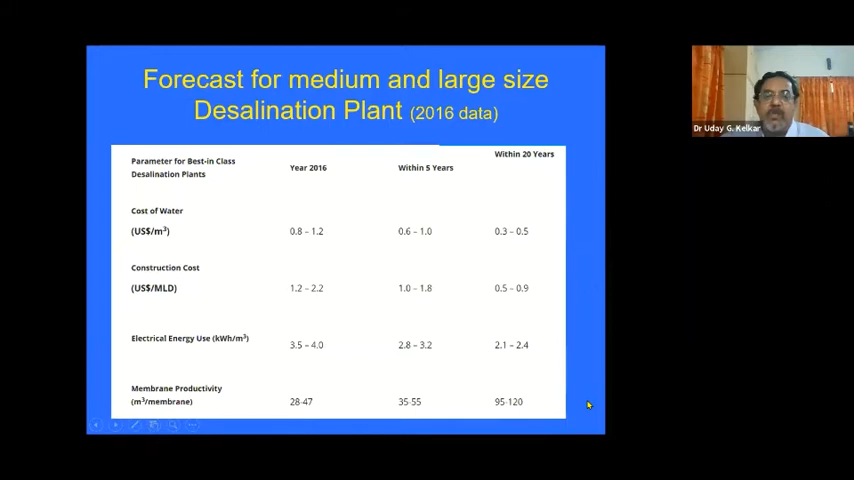 Forecast for medium and large size
Desalination Plant (2016 data)
Parameter for Best-in Class
Desalination Plants
Year 2016
Within 5 Years
Within 20 Years
Cost of Water
(US$/m³)
0.8 – 1.2
0.6 – 1.0
0.3 – 0.5
Construction Cost
(US$/MLD)
1.2 – 2.2
1.0 – 1.8
0.5 – 0.9
Electrical Energy Use (kWh/m³)
3.5 – 4.0
2.8 – 3.2
2.1 – 2.4
Membrane Productivity
(m³/membrane)
28-47
35-55
95-120
Dr Uday G. Kelkar